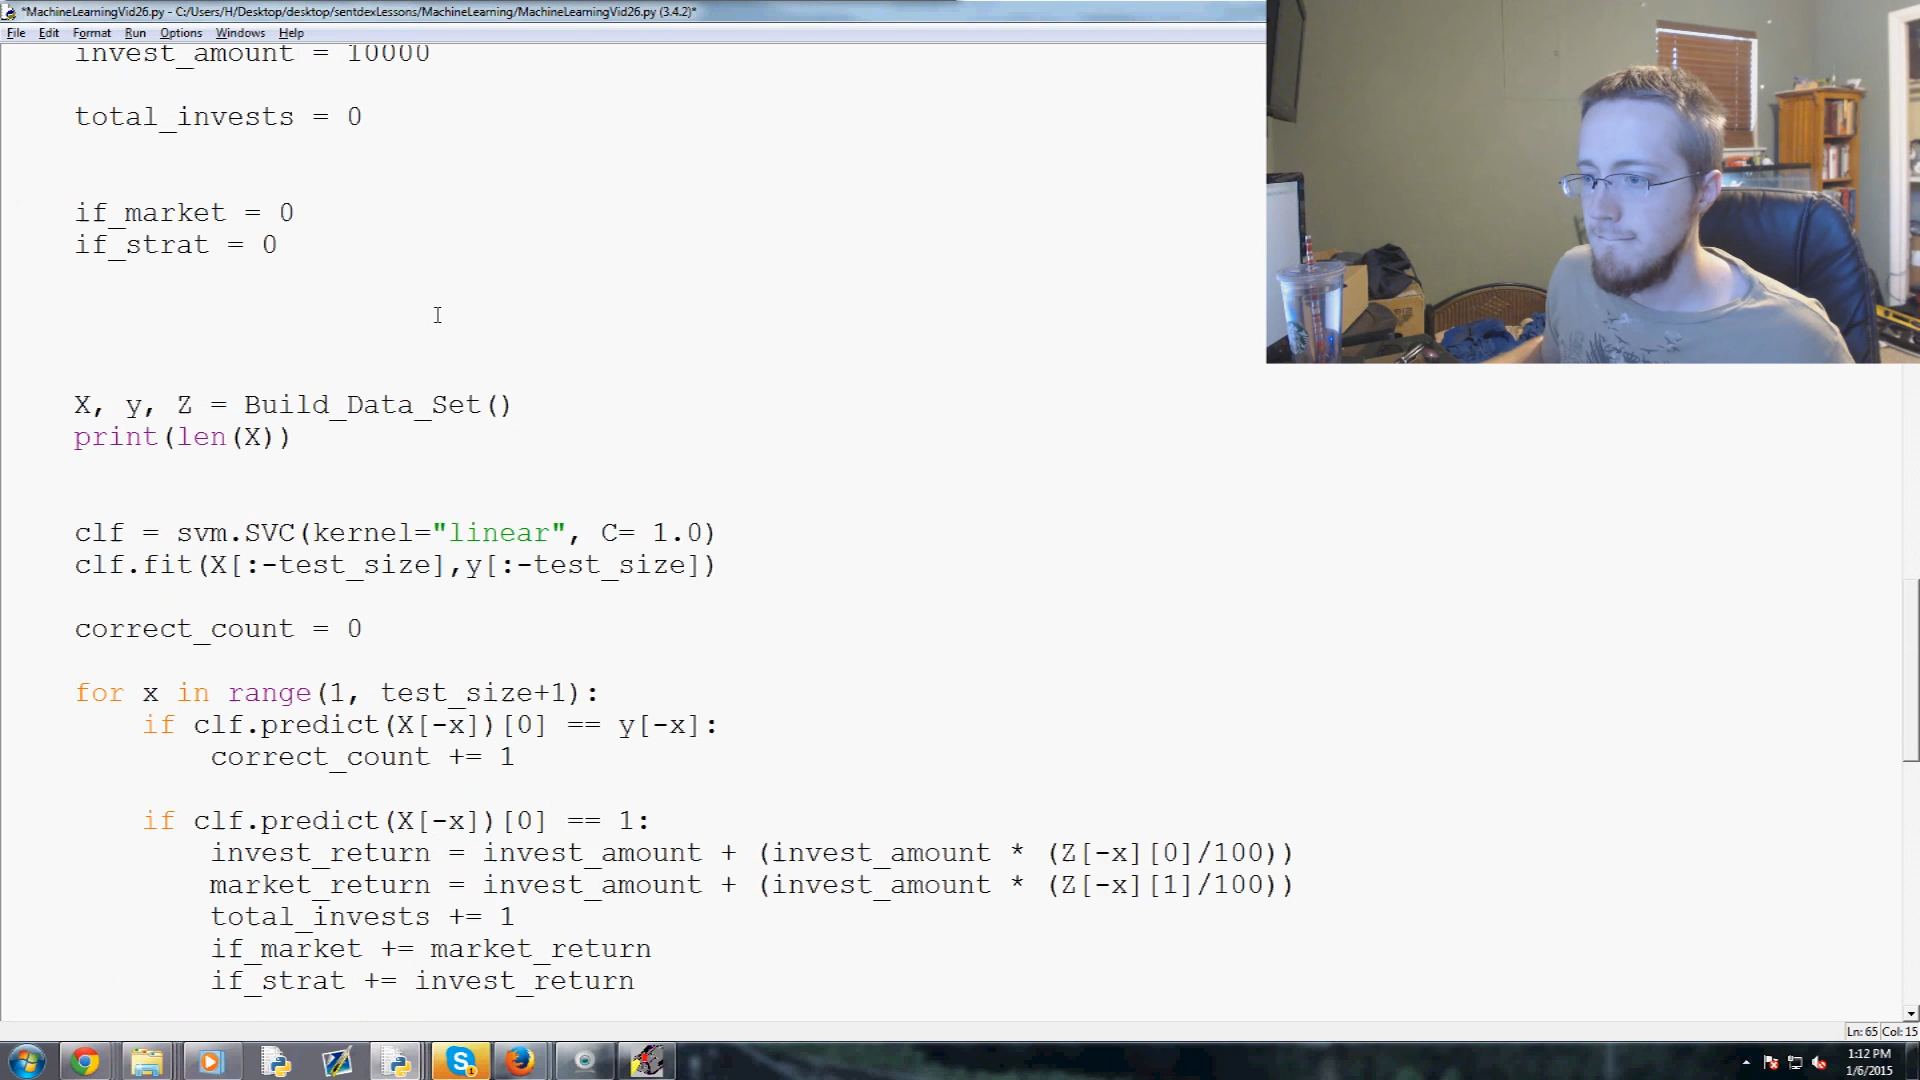 *MachineLearningVid26.py - C:/Users/H/Desktop/desktop/sentdexLessons/MachineLearning/MachineLearningVid26.py (3.4.2)*
File Edit Format Run Options Windows Help
invest_amount = 10000
total_invests = 0
if_market = 0
if_strat = 0
X, y, Z = Build_Data_Set()
print(len(X))
clf = svm.SVC(kernel="linear", C= 1.0)
clf.fit(X[:-test_size],y[:-test_size])
correct_count = 0
for x in range(1, test_size+1):
if clf.predict(X[-x])[0] == y[-x]:
correct_count += 1
if clf.predict(X[-x])[0] == 1:
invest_return = invest_amount + (invest_amount * (Z[-x][0]/100))
market_return = invest_amount + (invest_amount * (Z[-x][1]/100))
total_invests += 1
if_market += market_return
if_strat += invest_return
Ln: 65 Col: 15
1:12 PM
1/6/2015